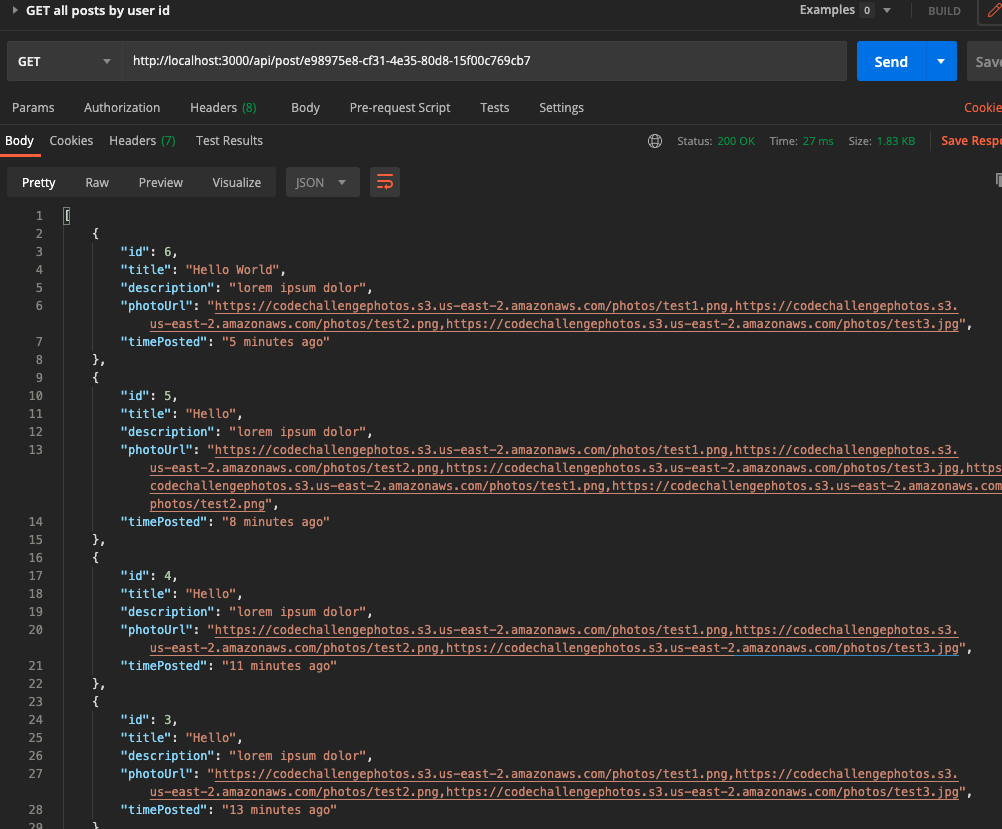 GET all posts by user id
Examples 0
BUILD
GET
http://localhost:3000/api/post/e98975e8-cf31-4e35-80d8-15f00c769cb7
Send
Save
Params Authorization Headers (8) Body Pre-request Script Tests Settings
Cookie
Body Cookies Headers (7) Test Results
Status: 200 OK Time: 27 ms Size: 1.83 KB
Save Respo
Pretty Raw Preview Visualize JSON
1 [
2 {
3 "id": 6,
4 "title": "Hello World",
5 "description": "lorem ipsum dolor",
6 "photoUrl": "https://codechallengephotos.s3.us-east-2.amazonaws.com/photos/test1.png,https://codechallengephotos.s3.
us-east-2.amazonaws.com/photos/test2.png,https://codechallengephotos.s3.us-east-2.amazonaws.com/photos/test3.jpg",
7 "timePosted": "5 minutes ago"
8 },
9 {
10 "id": 5,
11 "title": "Hello",
12 "description": "lorem ipsum dolor",
13 "photoUrl": "https://codechallengephotos.s3.us-east-2.amazonaws.com/photos/test1.png,https://codechallengephotos.s3.
us-east-2.amazonaws.com/photos/test2.png,https://codechallengephotos.s3.us-east-2.amazonaws.com/photos/test3.jpg,https
codechallengephotos.s3.us-east-2.amazonaws.com/photos/test1.png,https://codechallengephotos.s3.us-east-2.amazonaws.com
photos/test2.png",
14 "timePosted": "8 minutes ago"
15 },
16 {
17 "id": 4,
18 "title": "Hello",
19 "description": "lorem ipsum dolor",
20 "photoUrl": "https://codechallengephotos.s3.us-east-2.amazonaws.com/photos/test1.png,https://codechallengephotos.s3.
us-east-2.amazonaws.com/photos/test2.png,https://codechallengephotos.s3.us-east-2.amazonaws.com/photos/test3.jpg",
21 "timePosted": "11 minutes ago"
22 },
23 {
24 "id": 3,
25 "title": "Hello",
26 "description": "lorem ipsum dolor",
27 "photoUrl": "https://codechallengephotos.s3.us-east-2.amazonaws.com/photos/test1.png,https://codechallengephotos.s3.
us-east-2.amazonaws.com/photos/test2.png,https://codechallengephotos.s3.us-east-2.amazonaws.com/photos/test3.jpg",
28 "timePosted": "13 minutes ago"
29 }